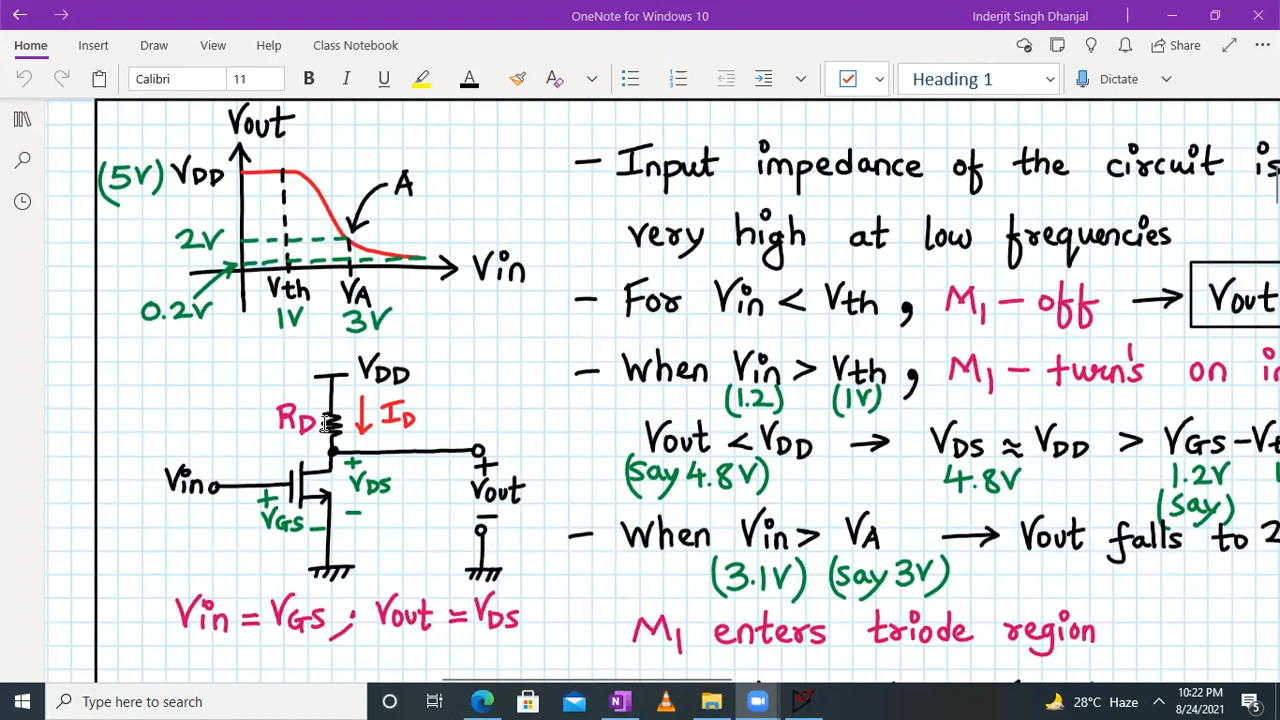 OneNote for Windows 10
Inderjit Singh Dhanjal
Home Insert Draw View Help Class Notebook Share
Calibri 11 B I U A Heading 1 Dictate
Vout
(5V) VDD
A
2V
Vin
0.2V
Vth VA
1V 3V
VDD
RD ID
Vin
+ VDS -
+ VGS -
+ Vout -
Vin = VGS ; Vout = VDS
- Input impedance of the circuit is
very high at low frequencies
- For Vin < Vth , M1 - off → Vout
- When Vin > Vth , M1 - turn's on in
(1.2) (1V)
Vout < VDD → VDS ≈ VDD > VGS - Vt
(say 4.8V) 4.8V 1.2V
(say)
- When Vin > VA → Vout falls to 2
(3.1V) (say 3V)
M1 enters triode region
Type here to search
28°C Haze
10:22 PM
8/24/2021
5